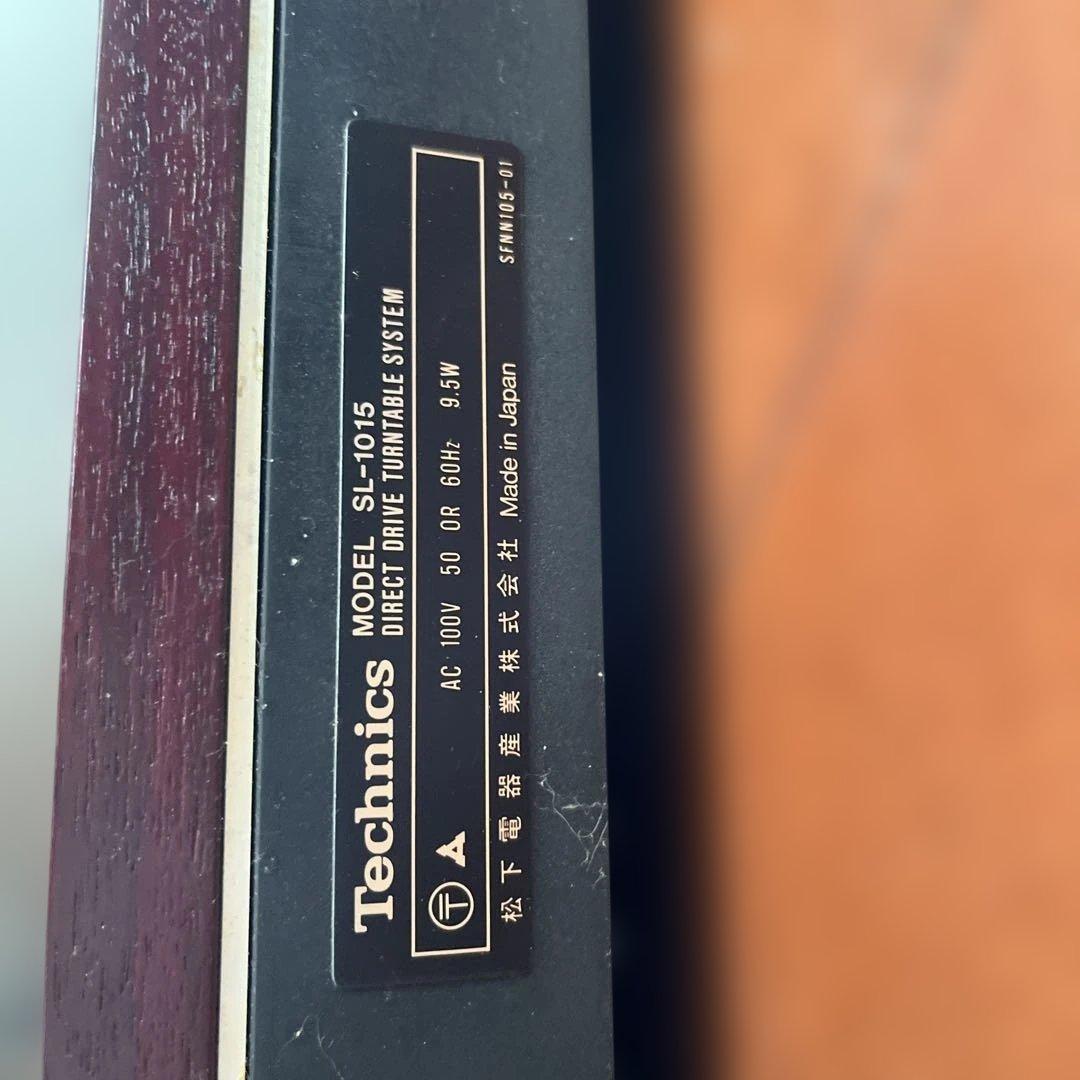 Technics MODEL SL-1015
DIRECT DRIVE TURNTABLE SYSTEM
〒 AC 100V 50 OR 60Hz 9.5W
松下電器産業株式会社 Made in Japan SFNN105-01